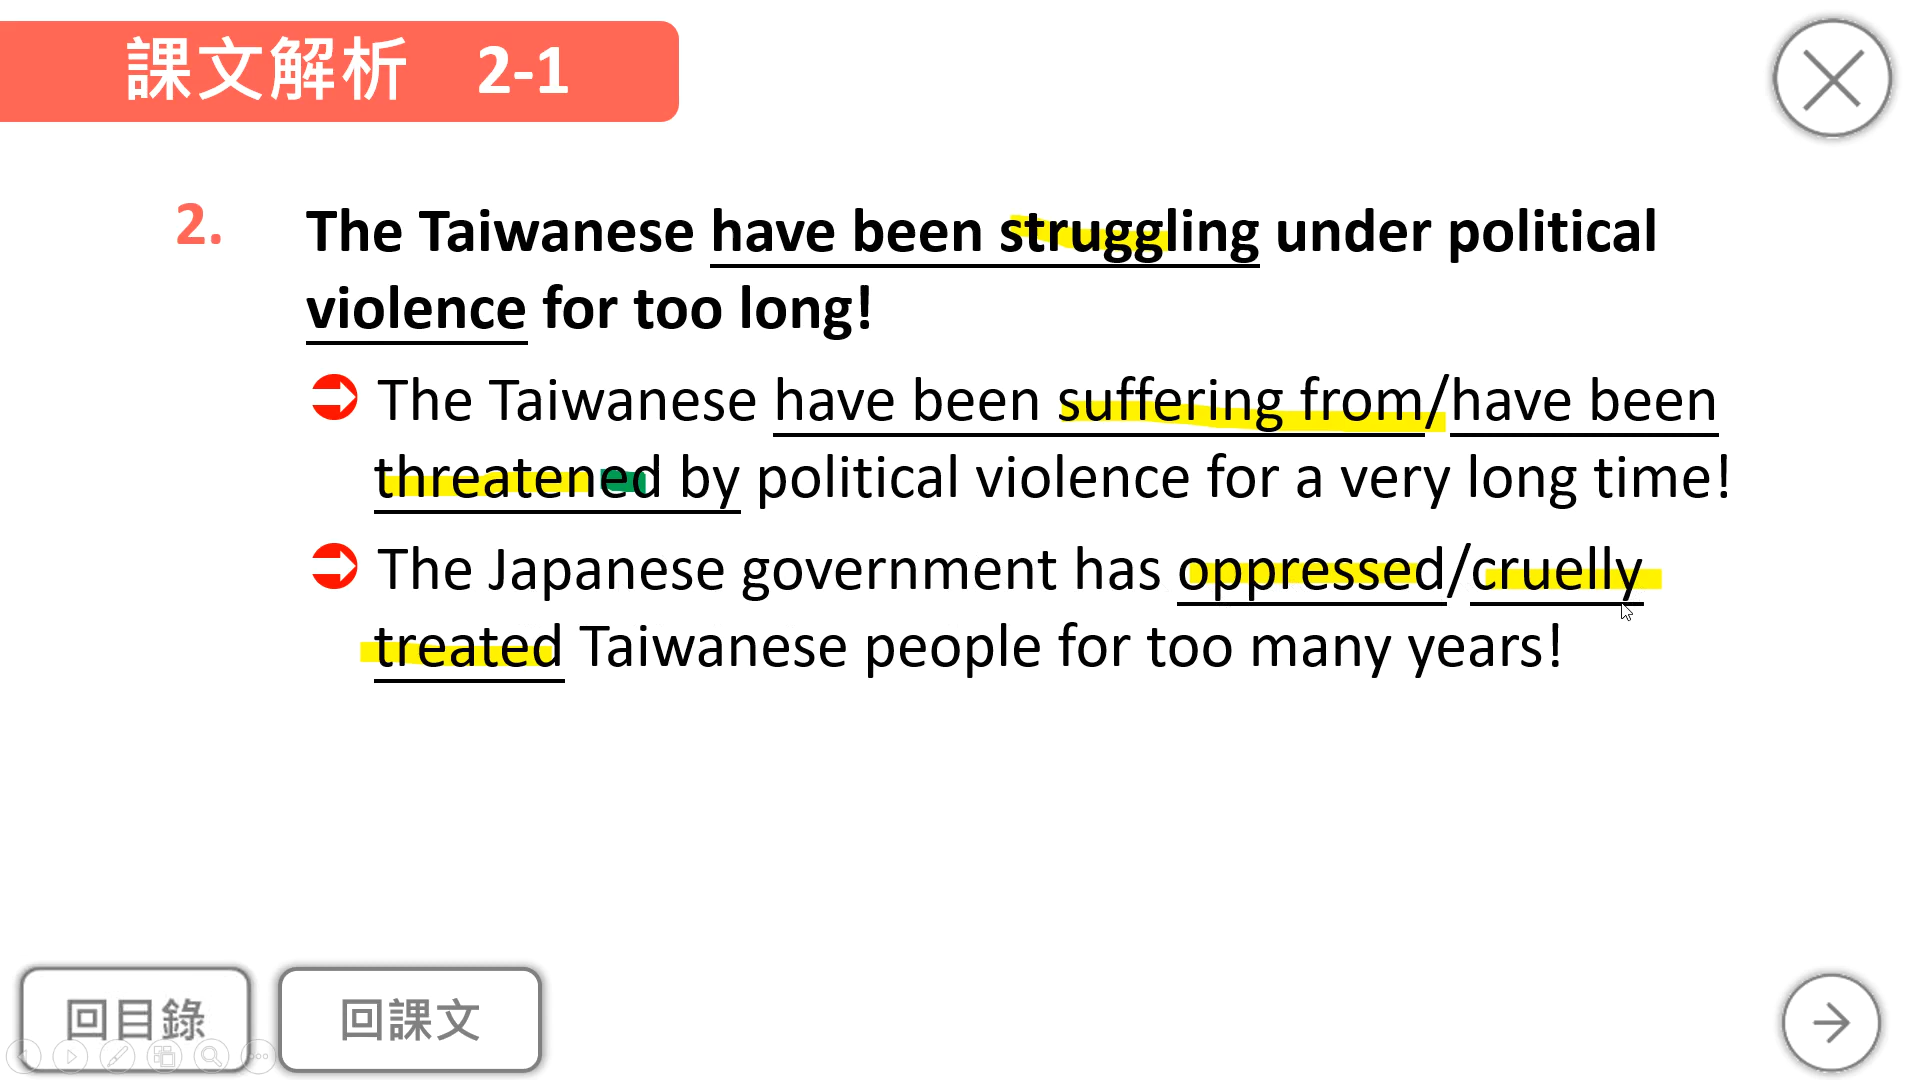 課文解析 2-1
2. The Taiwanese have been struggling under political
violence for too long!
The Taiwanese have been suffering from/have been
threatened by political violence for a very long time!
The Japanese government has oppressed/cruelly
treated Taiwanese people for too many years!
回目錄 回課文